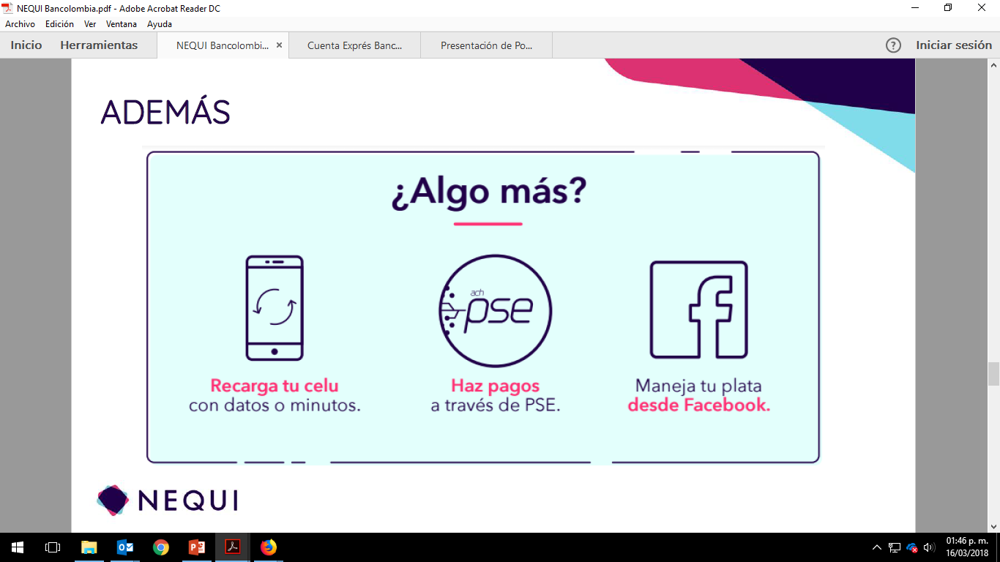 NEQUI Bancolombia.pdf - Adobe Acrobat Reader DC
Archivo Edición Ver Ventana Ayuda
Inicio Herramientas NEQUI Bancolombi... × Cuenta Exprés Banc... Presentación de Po... ? Iniciar sesión
ADEMÁS
¿Algo más?
ach
pse
Recarga tu celu
con datos o minutos.
Haz pagos
a través de PSE.
Maneja tu plata
desde Facebook.
NEQUI
01:46 p. m.
16/03/2018